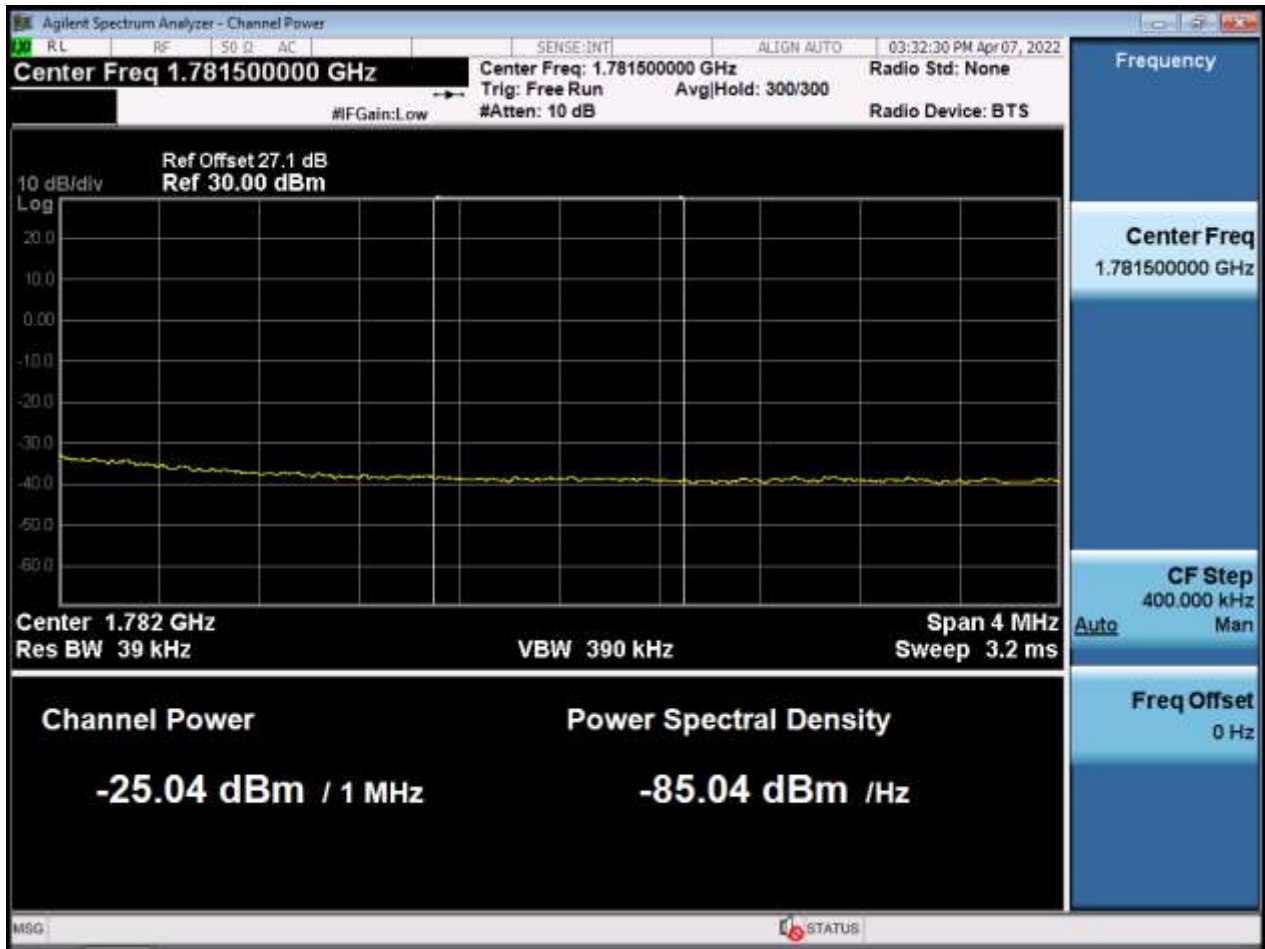 Agilent Spectrum Analyzer - Channel Power
LXI RL RF 50 Ω AC SENSE:INT ALIGN AUTO 03:32:30 PM Apr 07, 2022
Center Freq 1.781500000 GHz
Center Freq: 1.781500000 GHz Radio Std: None
Trig: Free Run Avg|Hold: 300/300
#IFGain:Low #Atten: 10 dB Radio Device: BTS
Ref Offset 27.1 dB
10 dB/div Ref 30.00 dBm
Log
20.0
10.0
0.00
-10.0
-20.0
-30.0
-40.0
-50.0
-60.0
Center 1.782 GHz Span 4 MHz
Res BW 39 kHz VBW 390 kHz Sweep 3.2 ms
Channel Power Power Spectral Density
-25.04 dBm / 1 MHz -85.04 dBm /Hz
MSG STATUS
Frequency
Center Freq
1.781500000 GHz
CF Step
400.000 kHz
Auto Man
Freq Offset
0 Hz